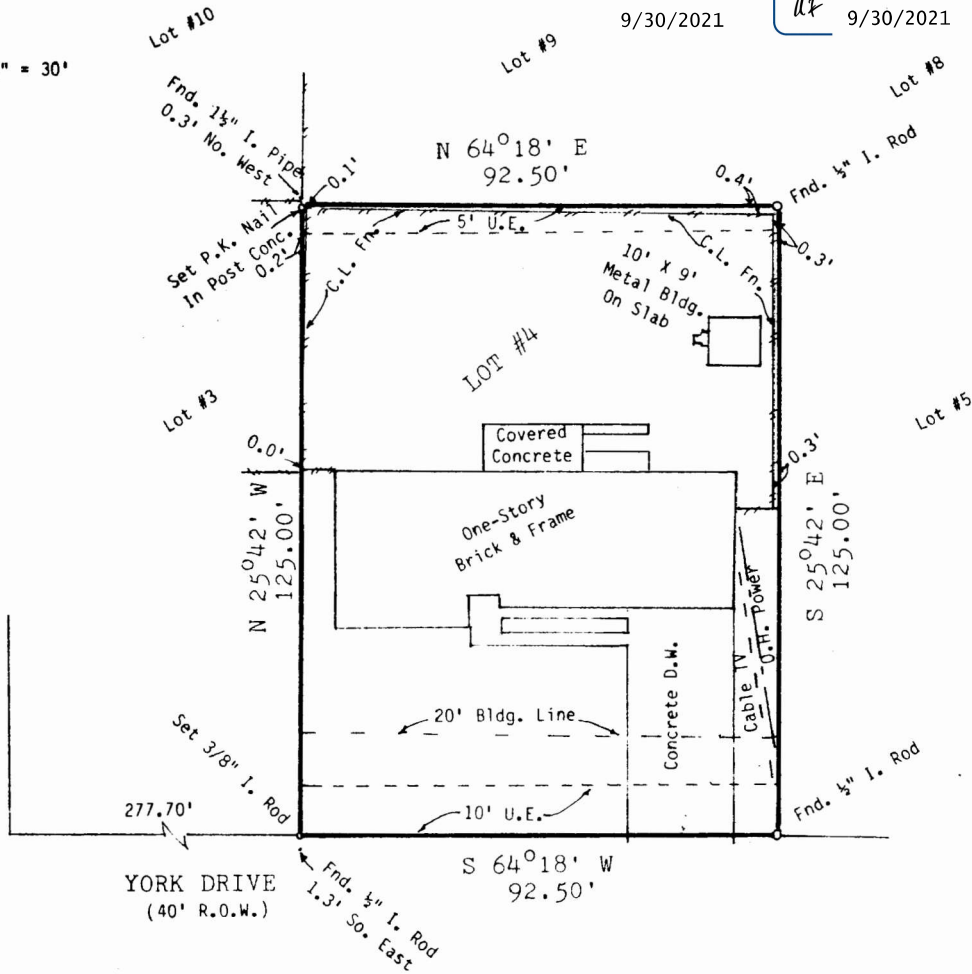 9/30/2021
9/30/2021
" = 30'
Lot #10
Lot #9
Lot #8
Fnd. 1½" I. Pipe
0.3' No. West
0.1'
N 64°18' E
92.50'
0.4'
Fnd. ½" I. Rod
Set P.K. Nail
In Post Conc.
0.2'
C.L. Fn.
5' U.E.
C.L. Fn.
0.3'
10' X 9'
Metal Bldg.
On Slab
LOT #4
Lot #3
Lot #5
0.0'
Covered
Concrete
0.3'
N 25°42' W
125.00'
One-Story
Brick & Frame
S 25°42' E
125.00'
O.H. Power
Cable TV
Concrete D.W.
20' Bldg. Line
Set 3/8" I. Rod
277.70'
10' U.E.
Fnd. ½" I. Rod
S 64°18' W
92.50'
YORK DRIVE
(40' R.O.W.)
Fnd. ½" I. Rod
1.3' So. East